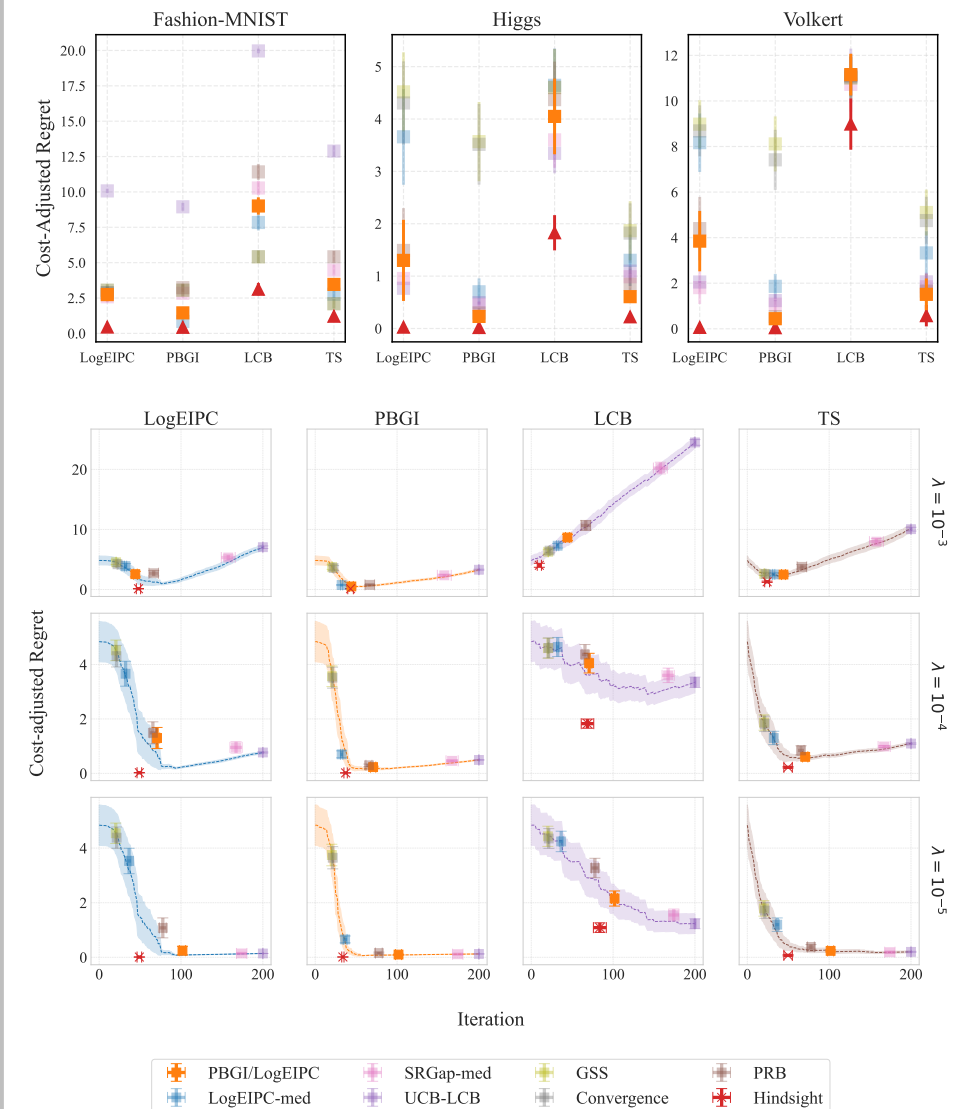 Fashion-MNIST Higgs Volkert
Cost-Adjusted Regret
20.0
17.5
15.0
12.5
10.0
7.5
5.0
2.5
0.0
LogEIPC PBGI LCB TS
5
4
3
2
1
0
LogEIPC PBGI LCB TS
12
10
8
6
4
2
0
LogEIPC PBGI LCB TS
LogEIPC PBGI LCB TS
Cost-adjusted Regret
20
10
0
λ = 10⁻³
4
2
0
λ = 10⁻⁴
4
2
0
λ = 10⁻⁵
0 100 200 0 100 200 0 100 200 0 100 200
Iteration
PBGI/LogEIPC SRGap-med GSS PRB
LogEIPC-med UCB-LCB Convergence Hindsight